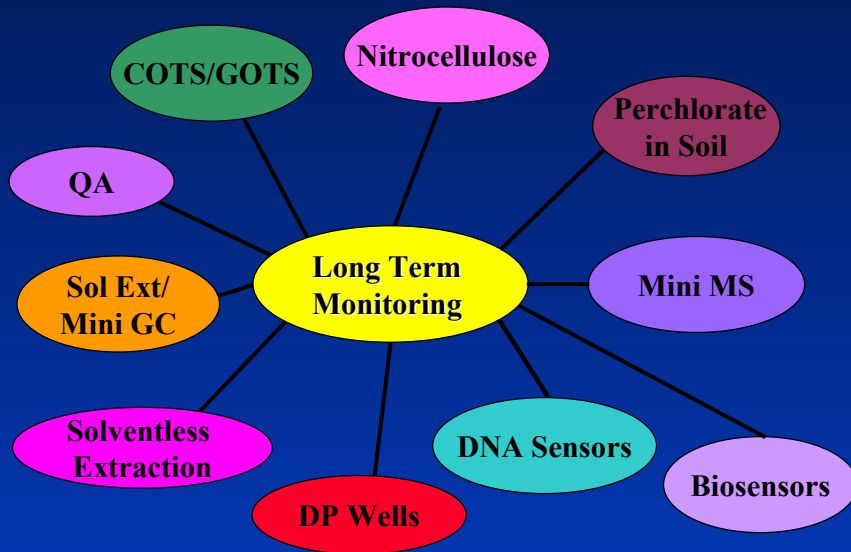 Nitrocellulose
COTS/GOTS
Perchlorate
in Soil
QA
Long Term
Monitoring
Sol Ext/
Mini GC
Mini MS
Solventless
Extraction
DNA Sensors
Biosensors
DP Wells